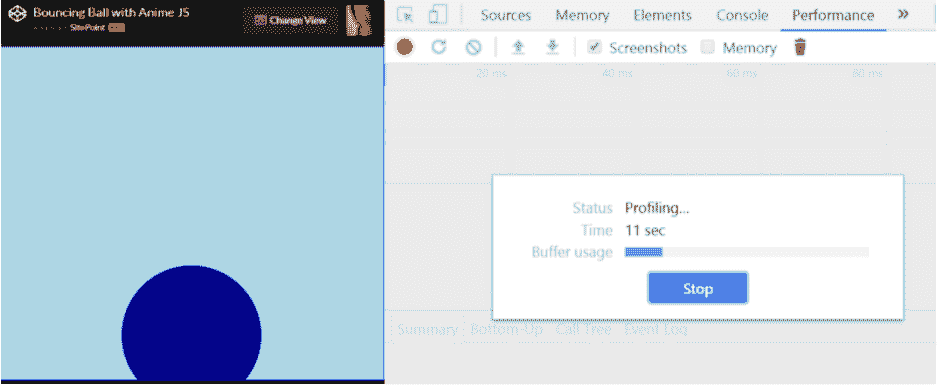 Bouncing Ball with Anime JS
SitePoint
Change View
Sources Memory Elements Console Performance »
Screenshots Memory
20 ms 40 ms 60 ms 80 ms
Status Profiling...
Time 11 sec
Buffer usage
Stop
Summary Bottom-Up Call Tree Event Log